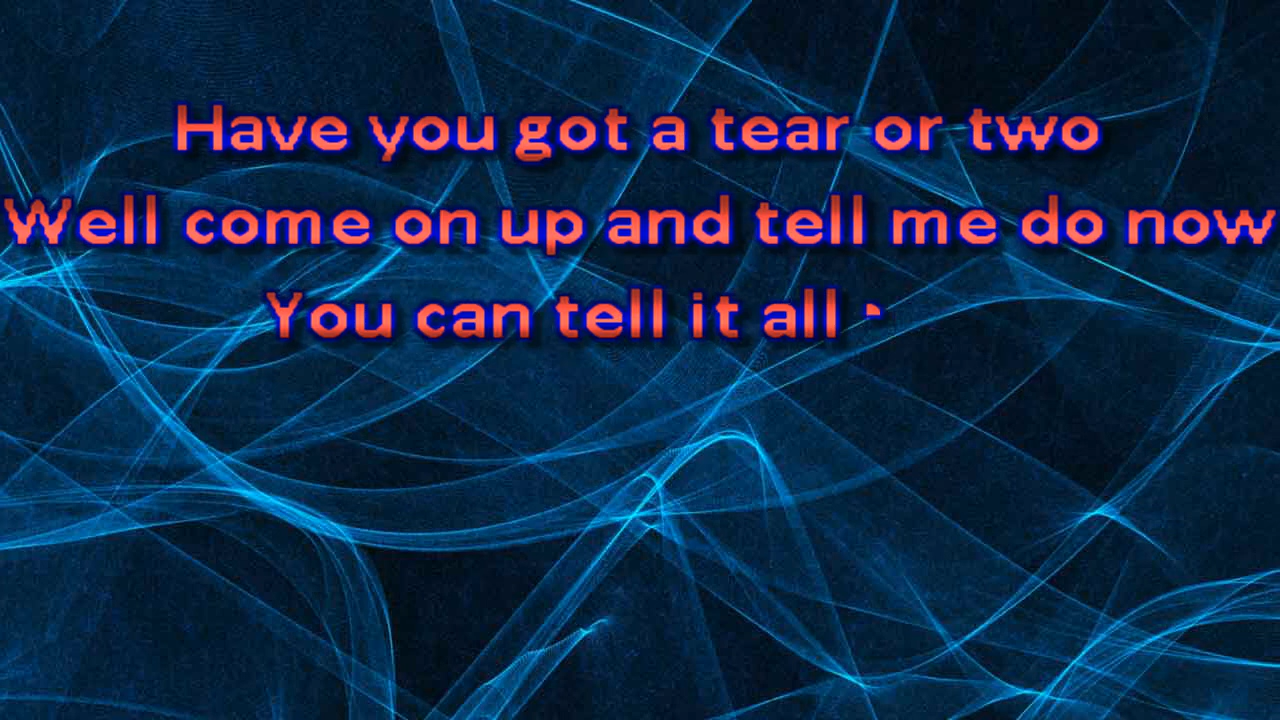 Have you got a tear or two
Well come on up and tell me do now
You can tell it all